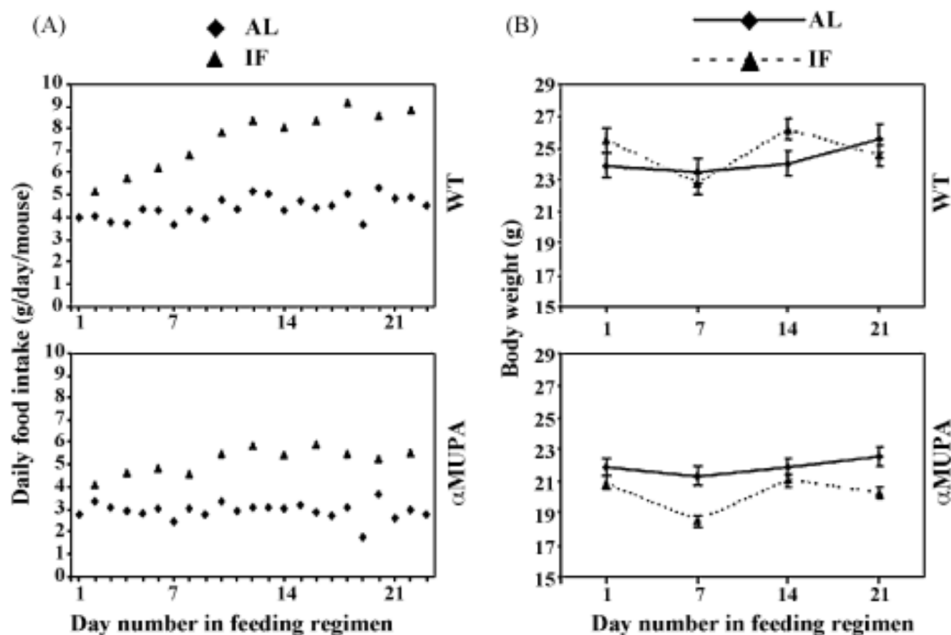 (A)
AL
IF
(B)
AL
IF
Daily food intake (g/day/mouse)
10
9
8
7
6
5
4
3
2
1
0
1 7 14 21
WT
10
9
8
7
6
5
4
3
2
1
0
1 7 14 21
αMUPA
Day number in feeding regimen
Body weight (g)
29
27
25
23
21
19
17
15
1 7 14 21
WT
29
27
25
23
21
19
17
15
1 7 14 21
αMUPA
Day number in feeding regimen